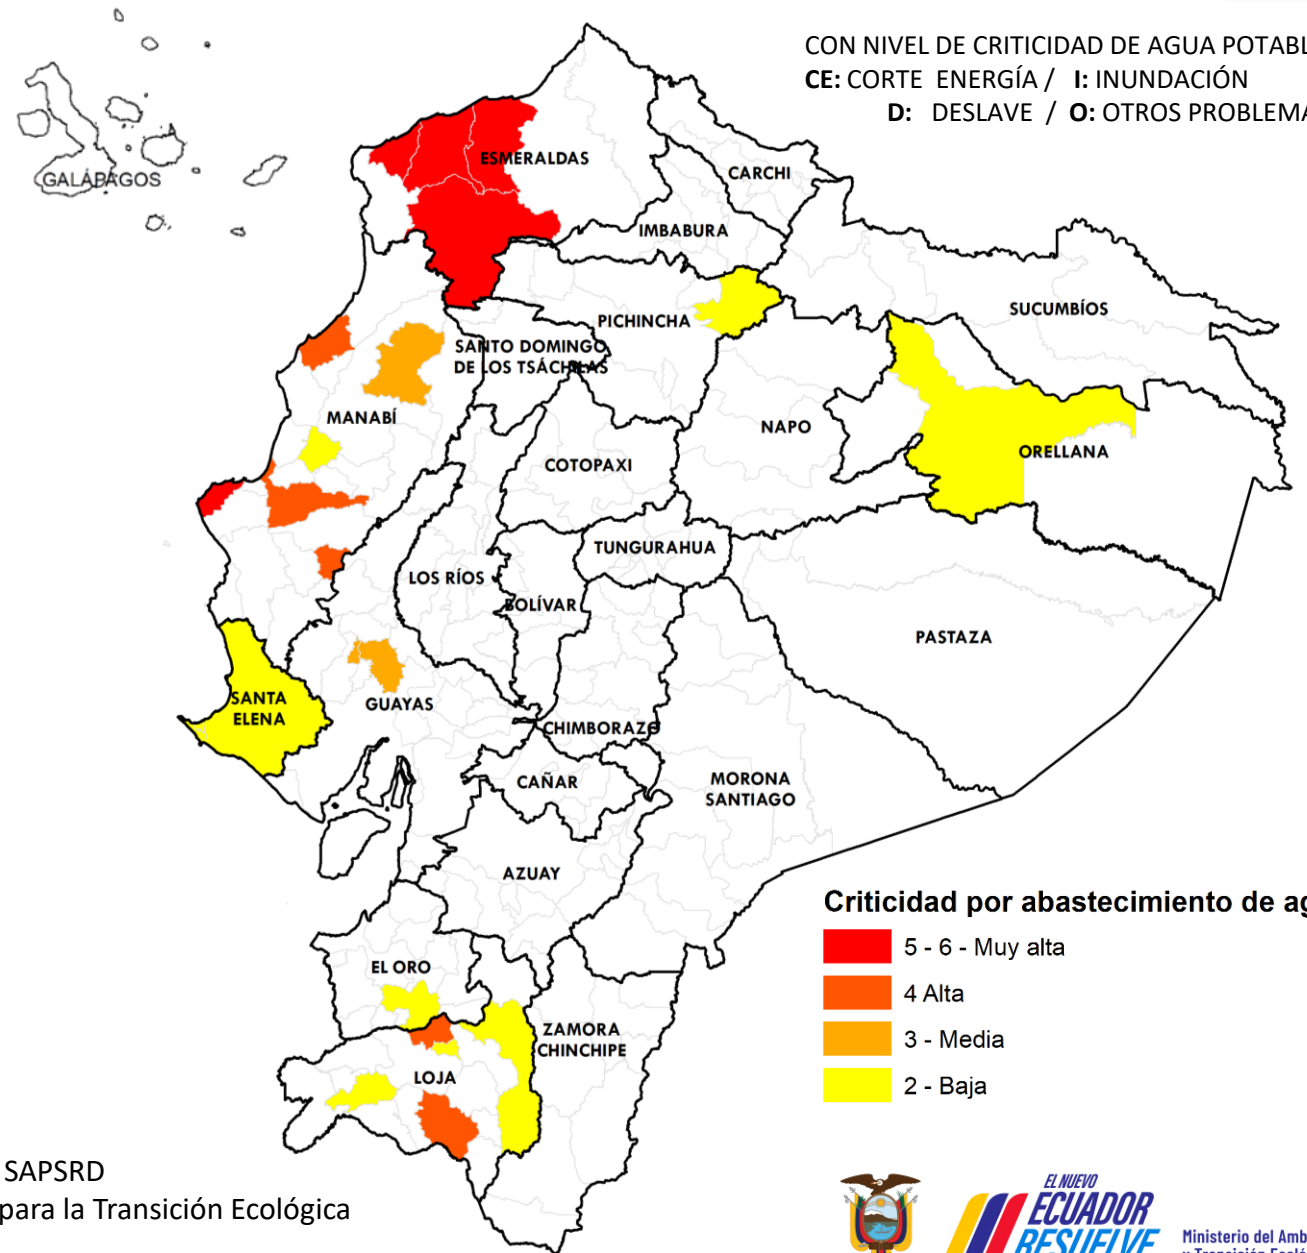 CON NIVEL DE CRITICIDAD DE AGUA POTABL
CE: CORTE ENERGÍA / I: INUNDACIÓN
D: DESLAVE / O: OTROS PROBLEMA
GALÁPAGOS
ESMERALDAS
CARCHI
IMBABURA
SUCUMBÍOS
PICHINCHA
SANTO DOMINGO
DE LOS TSÁCHILAS
MANABÍ
NAPO
ORELLANA
COTOPAXI
TUNGURAHUA
LOS RÍOS
BOLÍVAR
PASTAZA
SANTA
ELENA
GUAYAS
CHIMBORAZO
CAÑAR
MORONA
SANTIAGO
AZUAY
EL ORO
ZAMORA
CHINCHIPE
LOJA
Criticidad por abastecimiento de ag
5 - 6 - Muy alta
4 Alta
3 - Media
2 - Baja
SAPSRD
para la Transición Ecológica
EL NUEVO
ECUADOR
RESUELVE
Ministerio del Amb
y Transición Ecoló